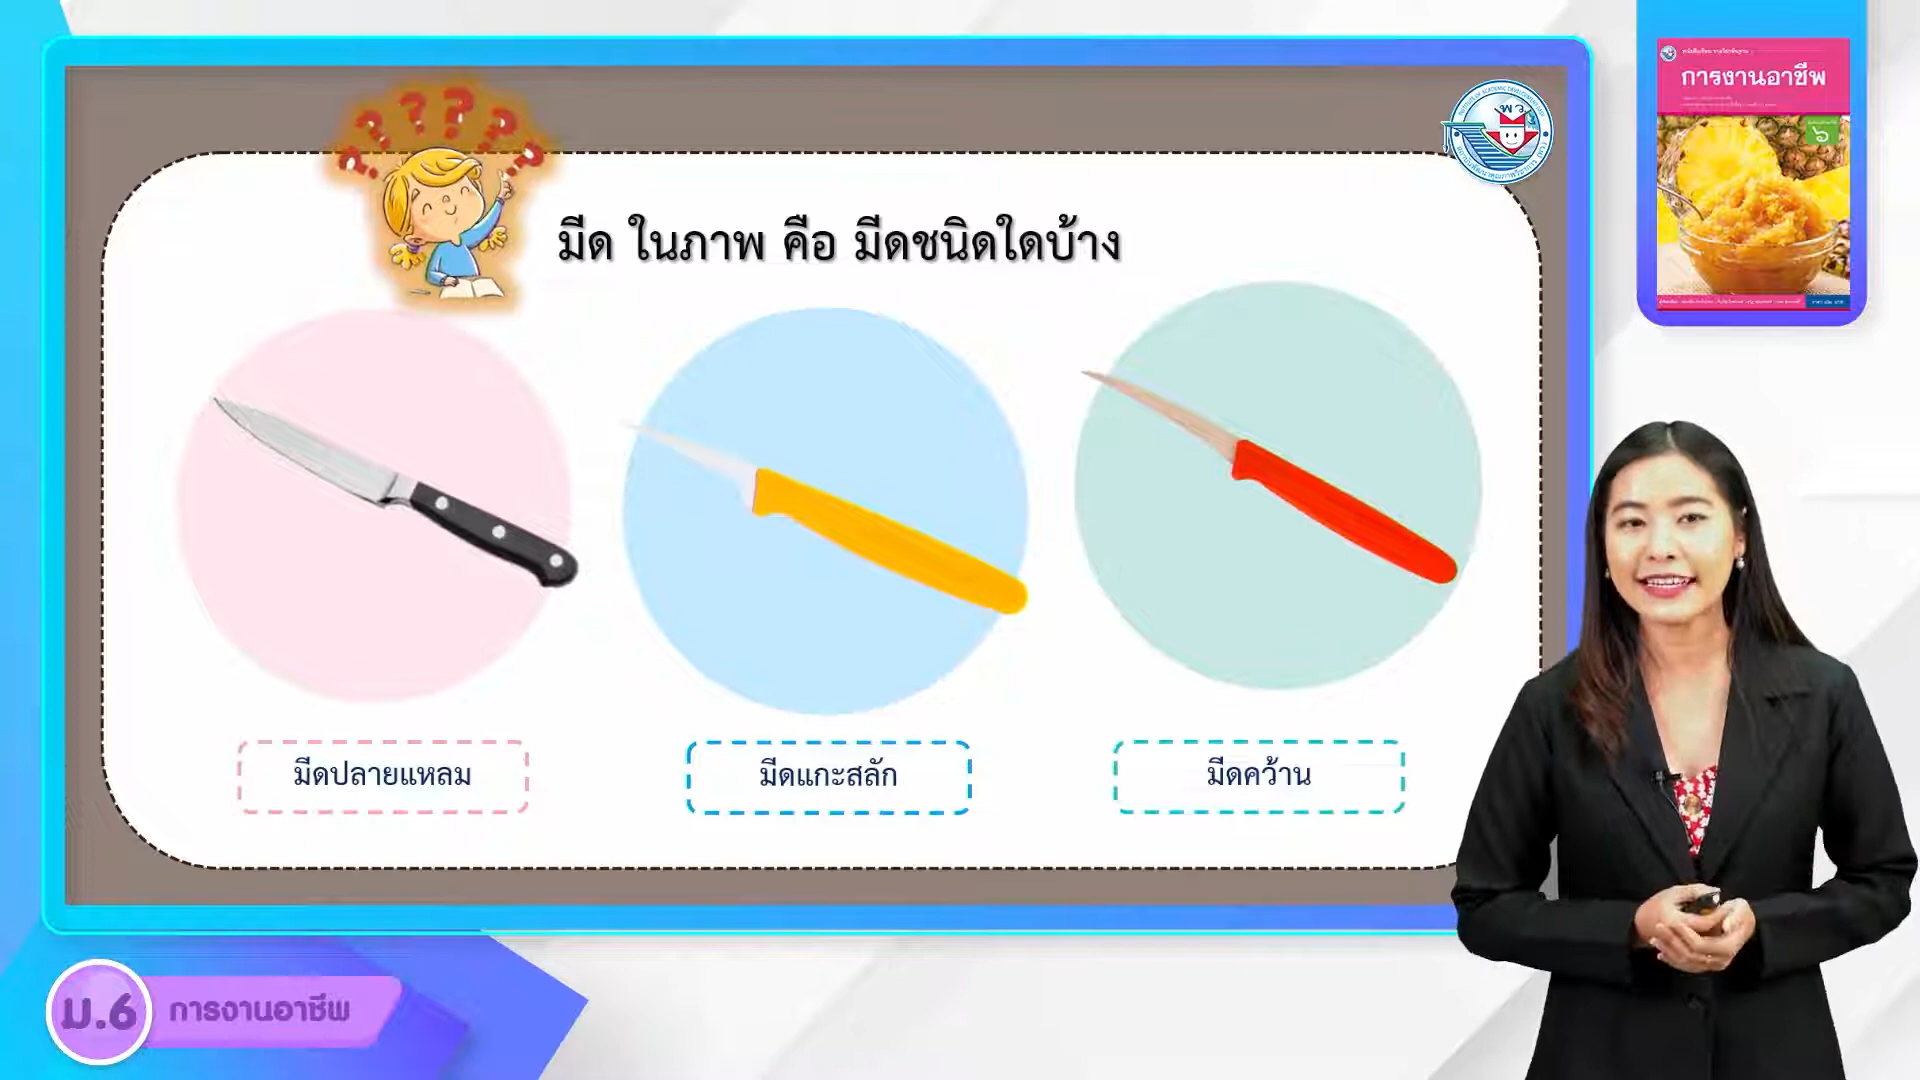 มีด ในภาพ คือ มีดชนิดใดบ้าง
มีดปลายแหลม
มีดแกะสลัก
มีดคว้าน
การงานอาชีพ
๖
ม.6 การงานอาชีพ
พว.